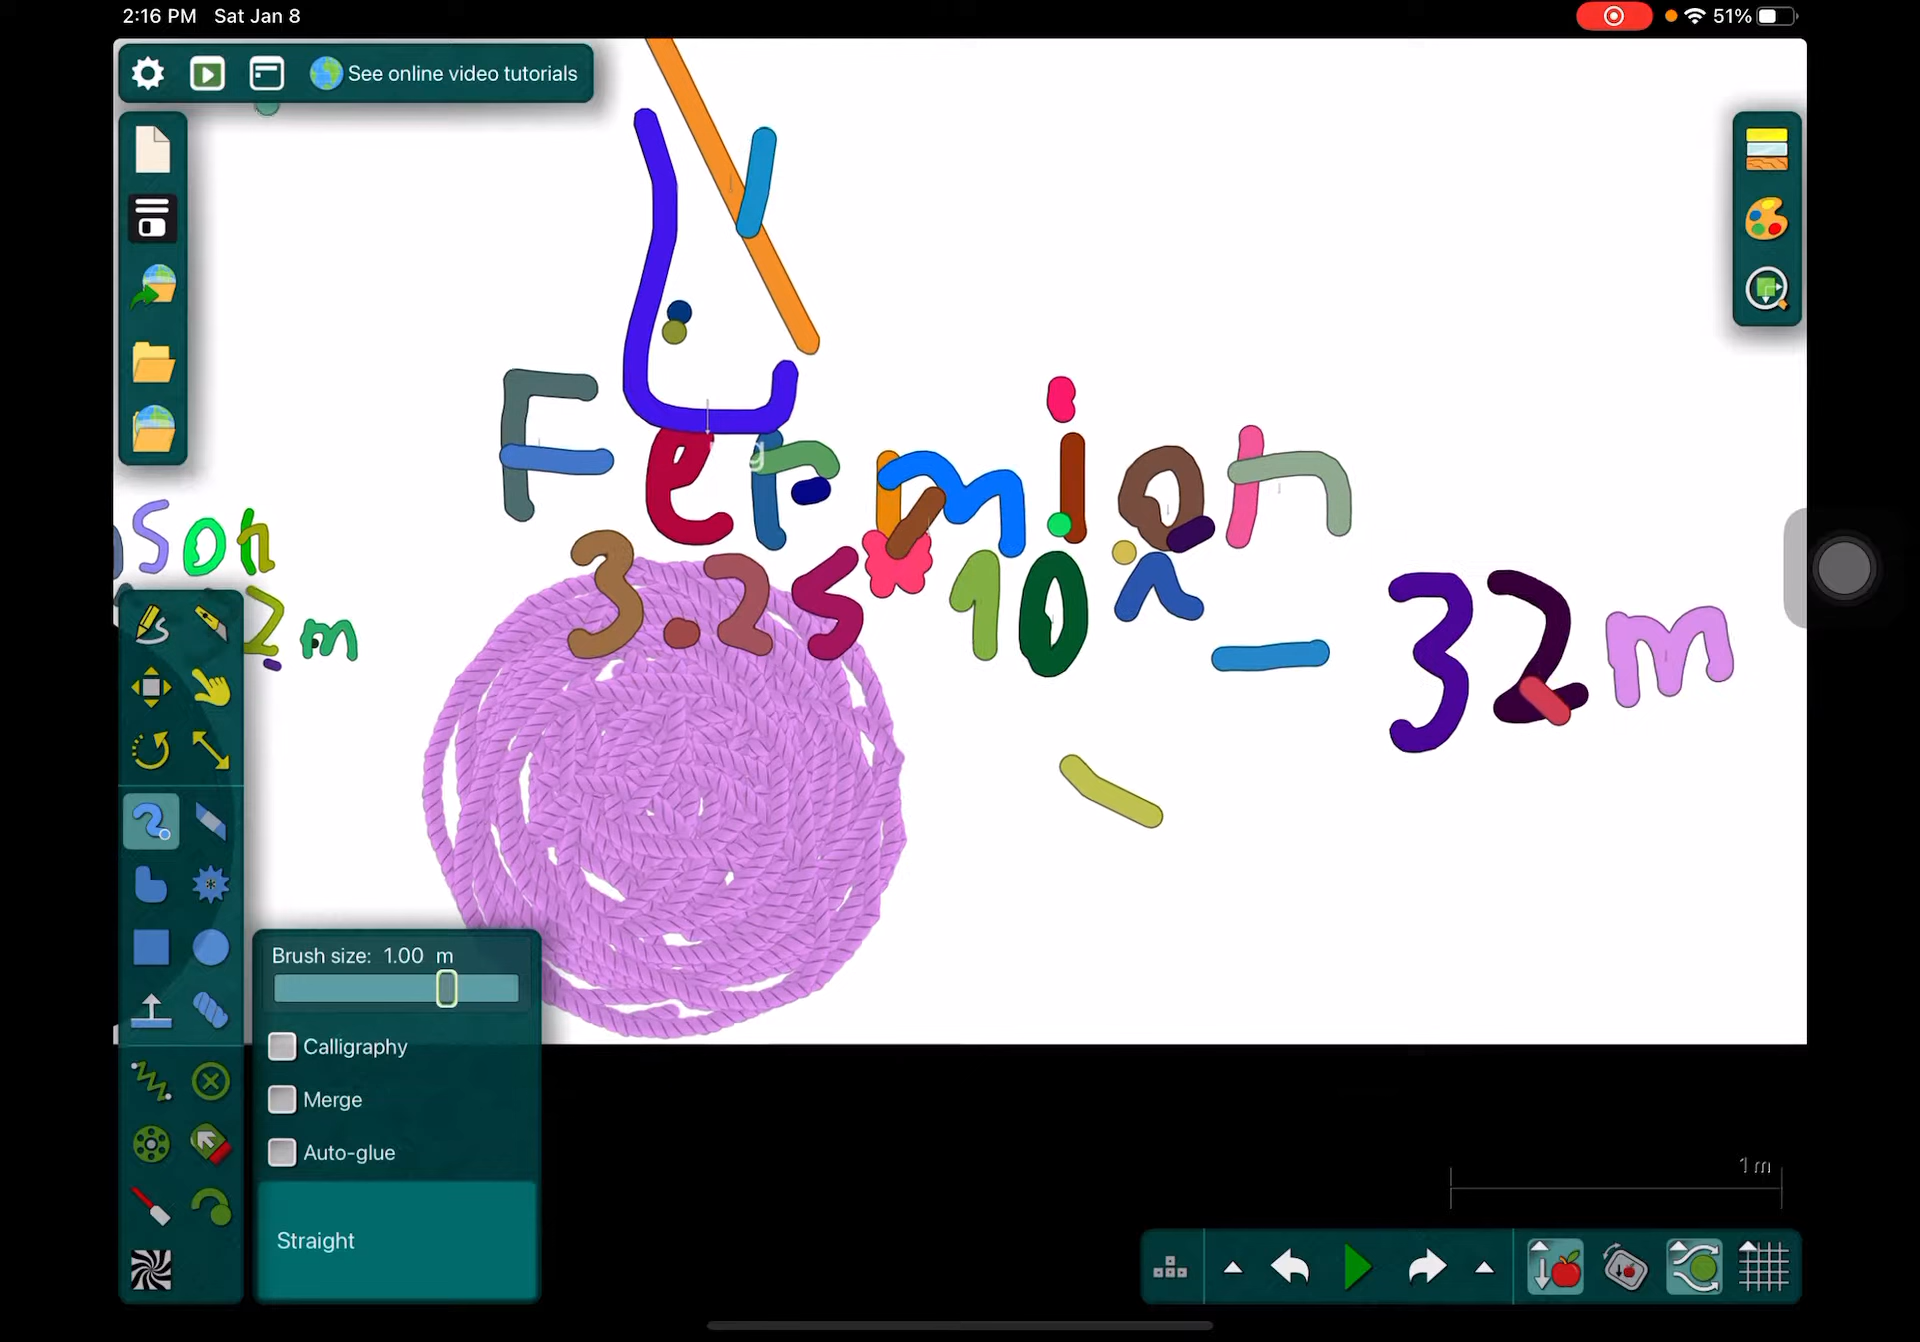 2:16 PM Sat Jan 8
51%
See online video tutorials
Fermion
son
3.25*10^-32m
2m
Brush size: 1.00 m
Calligraphy
Merge
Auto-glue
1 m
Straight